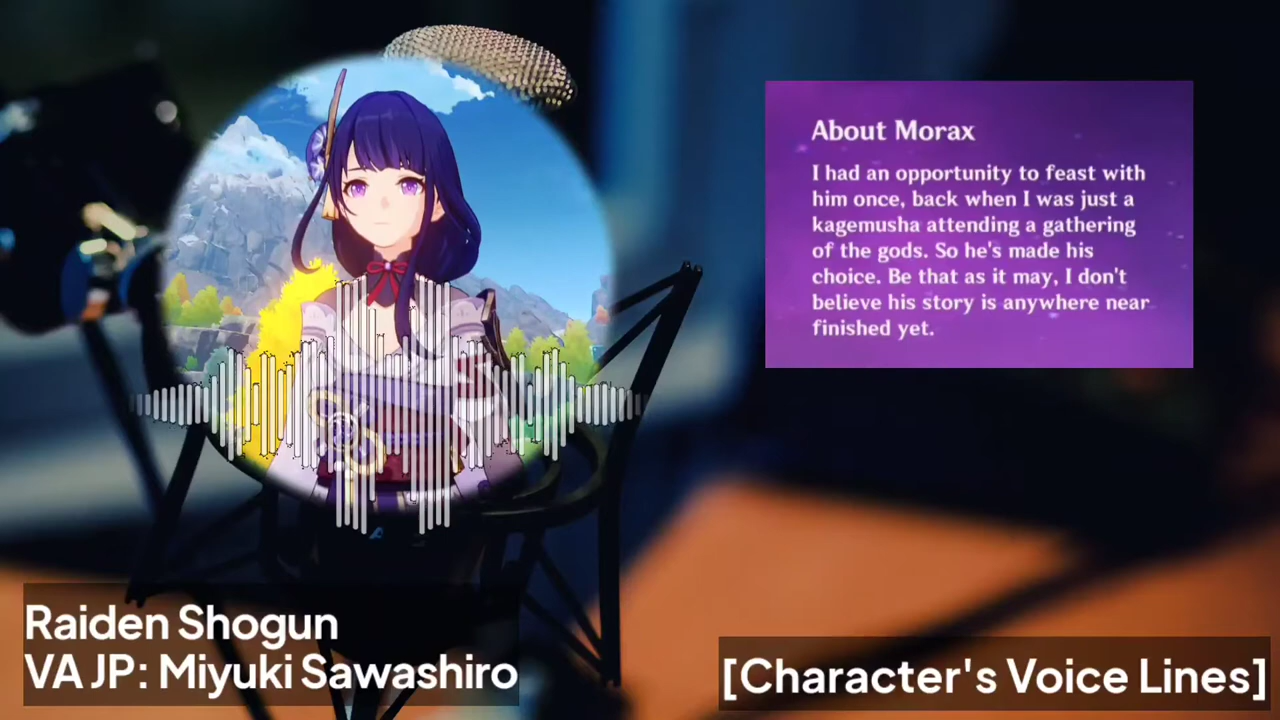 About Morax
I had an opportunity to feast with
him once, back when I was just a
kagemusha attending a gathering
of the gods. So he's made his
choice. Be that as it may, I don't
believe his story is anywhere near
finished yet.
Raiden Shogun
VA JP: Miyuki Sawashiro
[Character's Voice Lines]